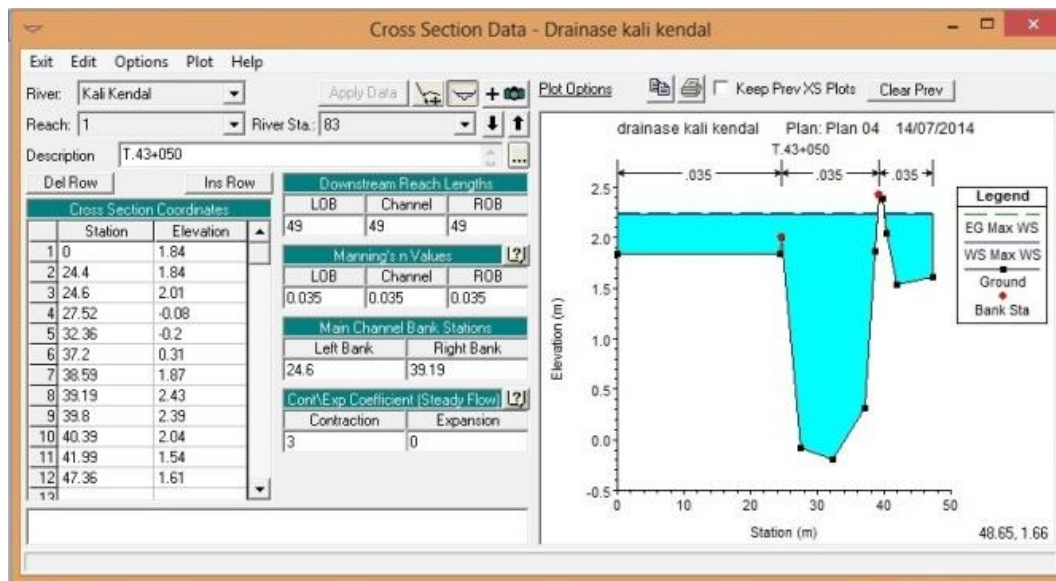 Cross Section Data - Drainase kali kendal
Exit Edit Options Plot Help
River: Kali Kendal Apply Data
Reach: 1 River Sta.: 83
Description T.43+050 ...
Del Row Ins Row
Cross Section Coordinates
Station Elevation
1 0 1.84
2 24.4 1.84
3 24.6 2.01
4 27.52 -0.08
5 32.36 -0.2
6 37.2 0.31
7 38.59 1.87
8 39.19 2.43
9 39.8 2.39
10 40.39 2.04
11 41.99 1.54
12 47.36 1.61
13
Downstream Reach Lengths
LOB Channel ROB
49 49 49
Manning's n Values
LOB Channel ROB
0.035 0.035 0.035
Main Channel Bank Stations
Left Bank Right Bank
24.6 39.19
Cont\Exp Coefficient (Steady Flow)
Contraction Expansion
3 0
Plot Options Keep Prev XS Plots Clear Prev
drainase kali kendal Plan: Plan 04 14/07/2014
T.43+050
.035 .035 .035
2.5
2.0
1.5
1.0
0.5
0.0
-0.5
Elevation (m)
0 10 20 30 40 50
Station (m)
Legend
EG Max WS
WS Max WS
Ground
Bank Sta
48.65, 1.66